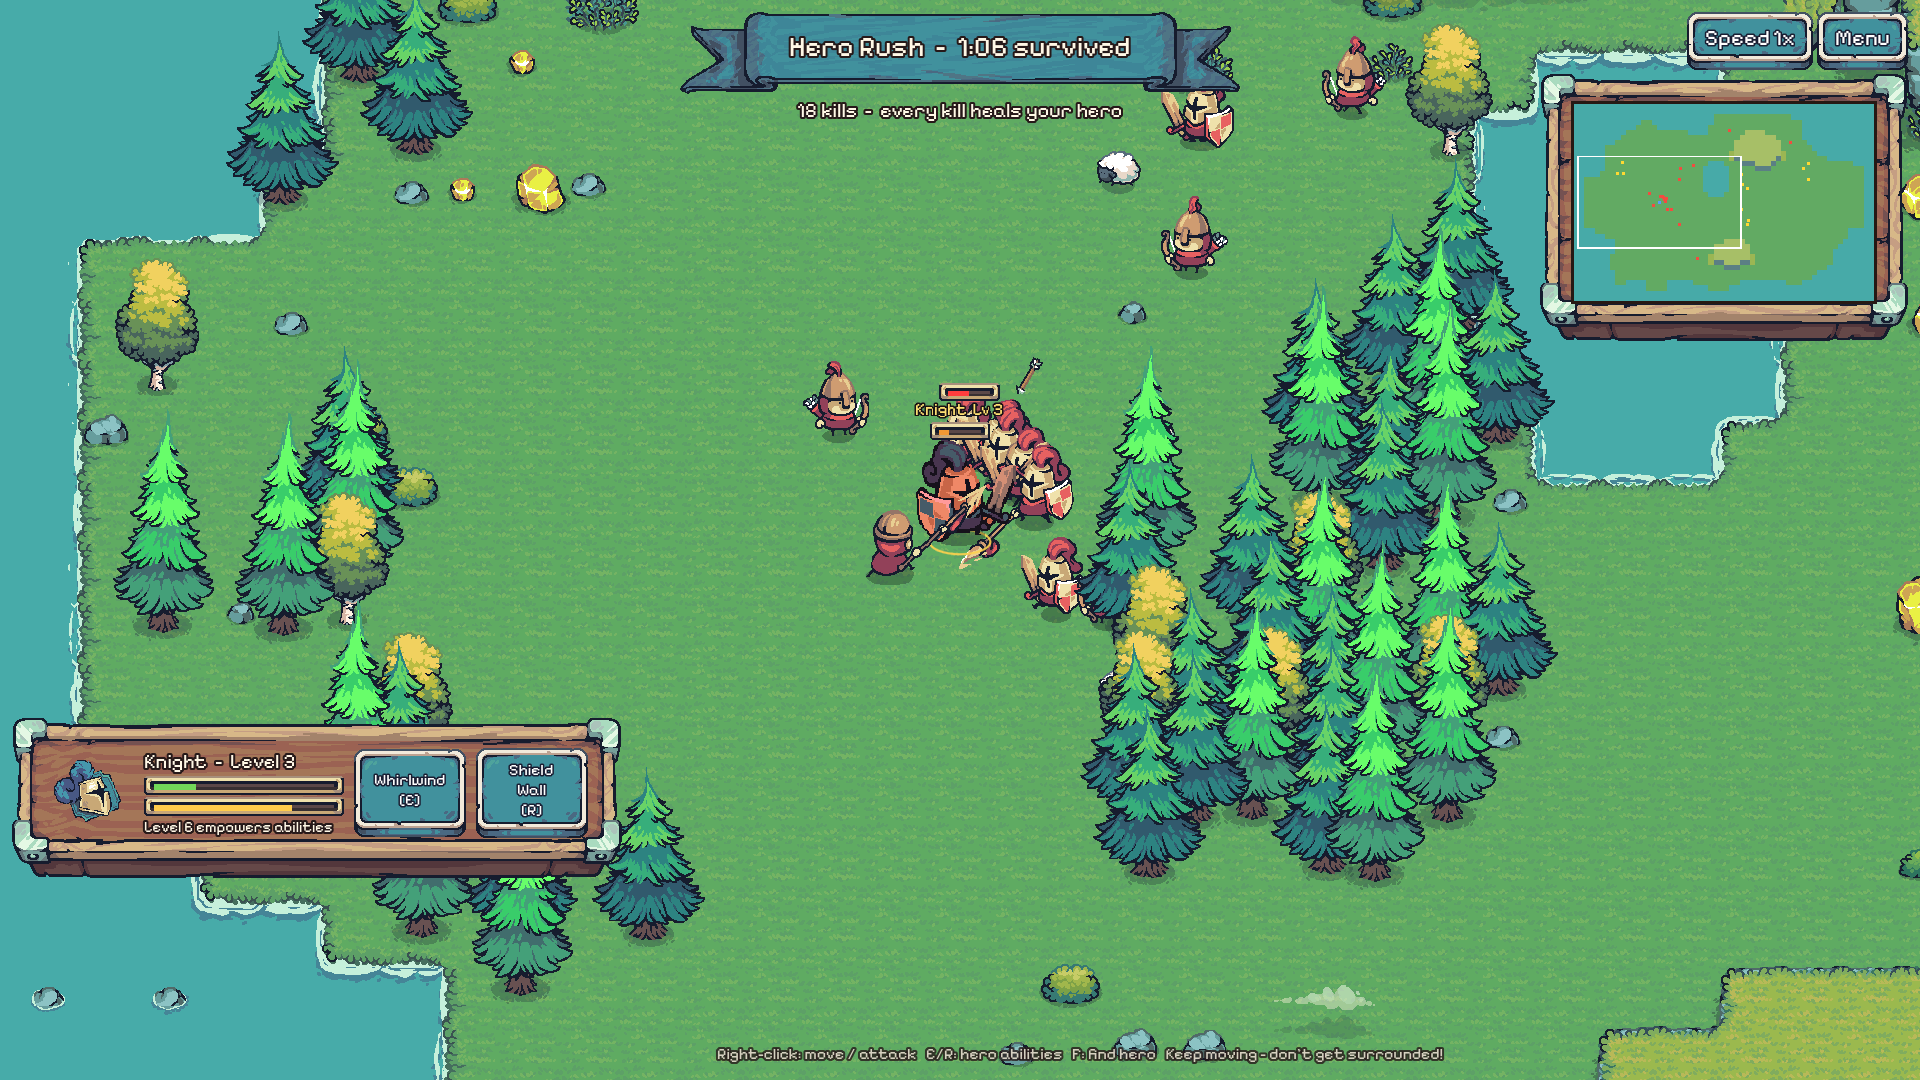 Hero Rush - 1:06 survived
Speed 1x
Menu
18 kills - every kill heals your hero
Knight Lv 3
Knight - Level 3
Level 6 empowers abilities
Whirlwind
(E)
Shield
Wall
(R)
Right-click: move / attack E/R: hero abilities F: find hero Keep moving - don't get surrounded!